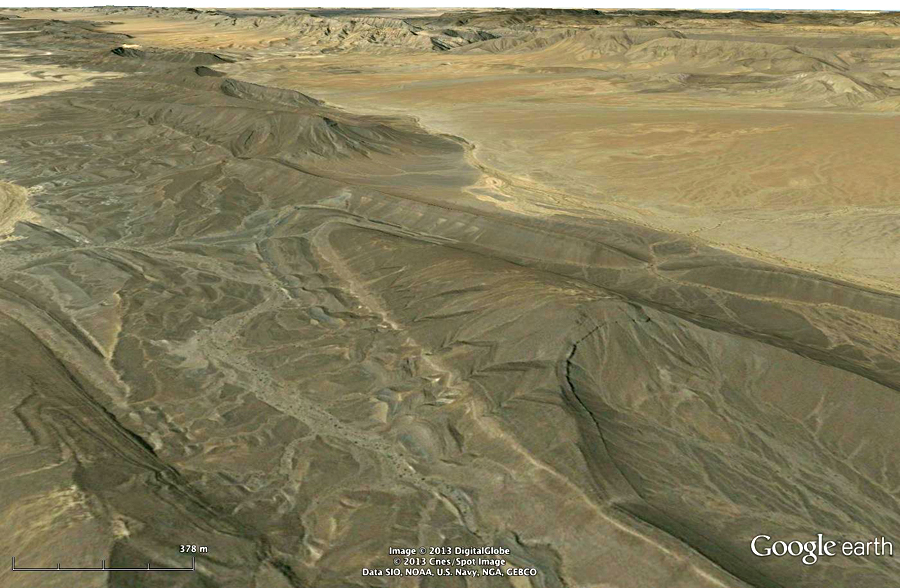 378 m
Image © 2013 DigitalGlobe
© 2013 Cnes/Spot Image
Data SIO, NOAA, U.S. Navy, NGA, GEBCO
Google earth